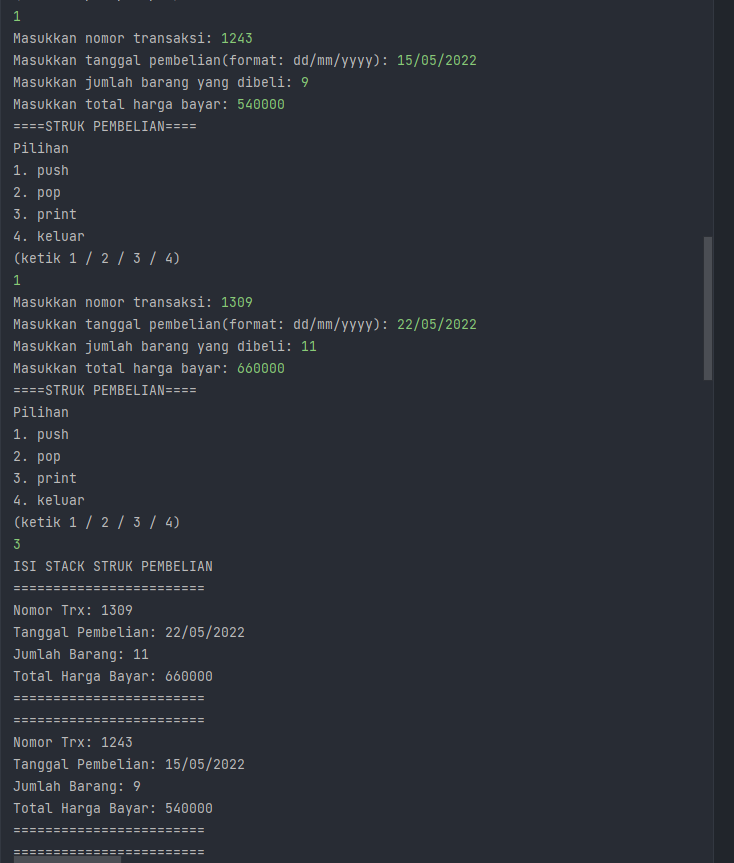 1
Masukkan nomor transaksi: 1243
Masukkan tanggal pembelian(format: dd/mm/yyyy): 15/05/2022
Masukkan jumlah barang yang dibeli: 9
Masukkan total harga bayar: 540000
====STRUK PEMBELIAN====
Pilihan
1. push
2. pop
3. print
4. keluar
(ketik 1 / 2 / 3 / 4)
1
Masukkan nomor transaksi: 1309
Masukkan tanggal pembelian(format: dd/mm/yyyy): 22/05/2022
Masukkan jumlah barang yang dibeli: 11
Masukkan total harga bayar: 660000
====STRUK PEMBELIAN====
Pilihan
1. push
2. pop
3. print
4. keluar
(ketik 1 / 2 / 3 / 4)
3
ISI STACK STRUK PEMBELIAN
========================
Nomor Trx: 1309
Tanggal Pembelian: 22/05/2022
Jumlah Barang: 11
Total Harga Bayar: 660000
========================
========================
Nomor Trx: 1243
Tanggal Pembelian: 15/05/2022
Jumlah Barang: 9
Total Harga Bayar: 540000
========================
========================